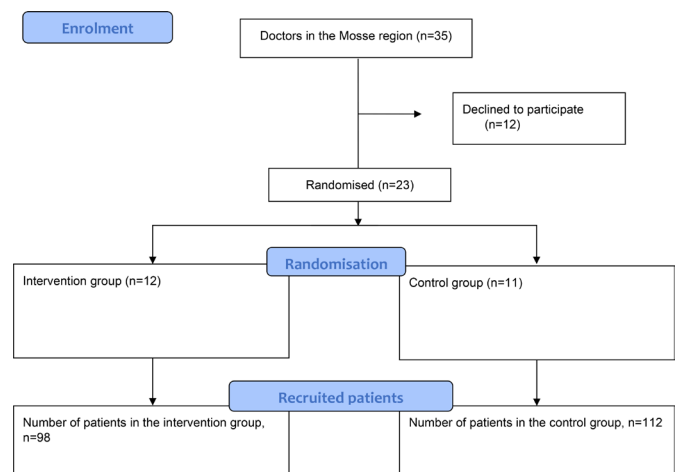 Enrolment
Doctors in the Mosse region (n=35)
Declined to participate
(n=12)
Randomised (n=23)
Randomisation
Intervention group (n=12)
Control group (n=11)
Recruited patients
Number of patients in the intervention group,
n=98
Number of patients in the control group, n=112